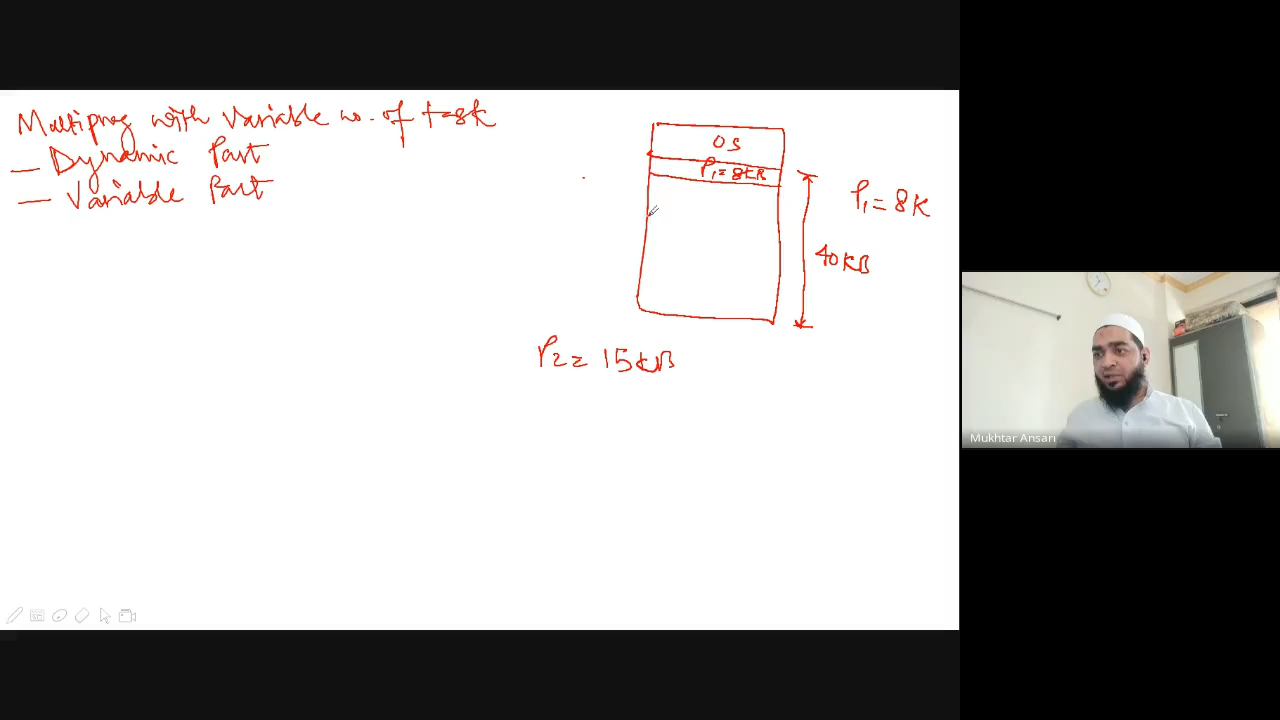 Multiprog with Variable no. of task
— Dynamic Part
— Variable Part
OS
P1 = 8KB
P1 = 8K
40KB
P2 = 15KB
Mukhtar Ansari